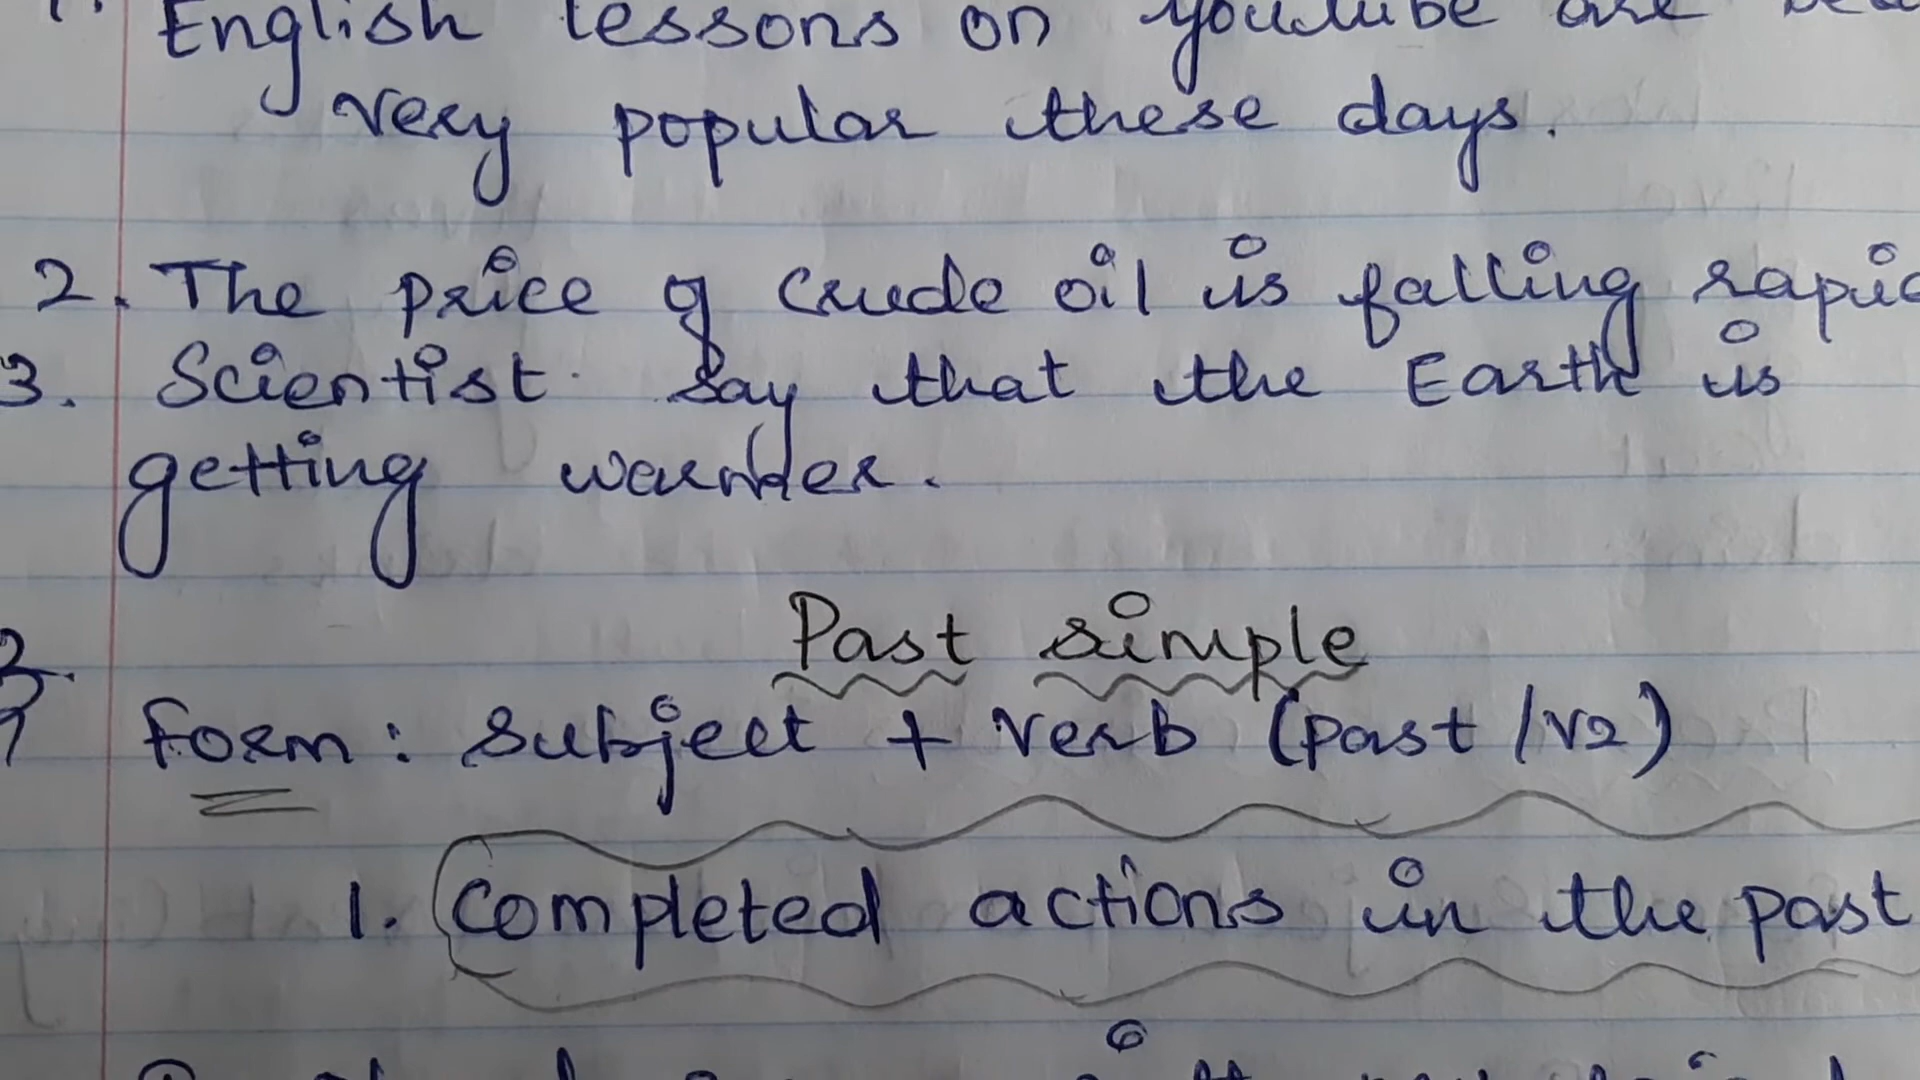 English lessons on youtube are
very popular these days.
2. The price of crude oil is falling
3. Scientist say that the Earth is
getting warmer.
Past simple
Form: Subject + Verb (past / V2)
1. Completed actions in the past